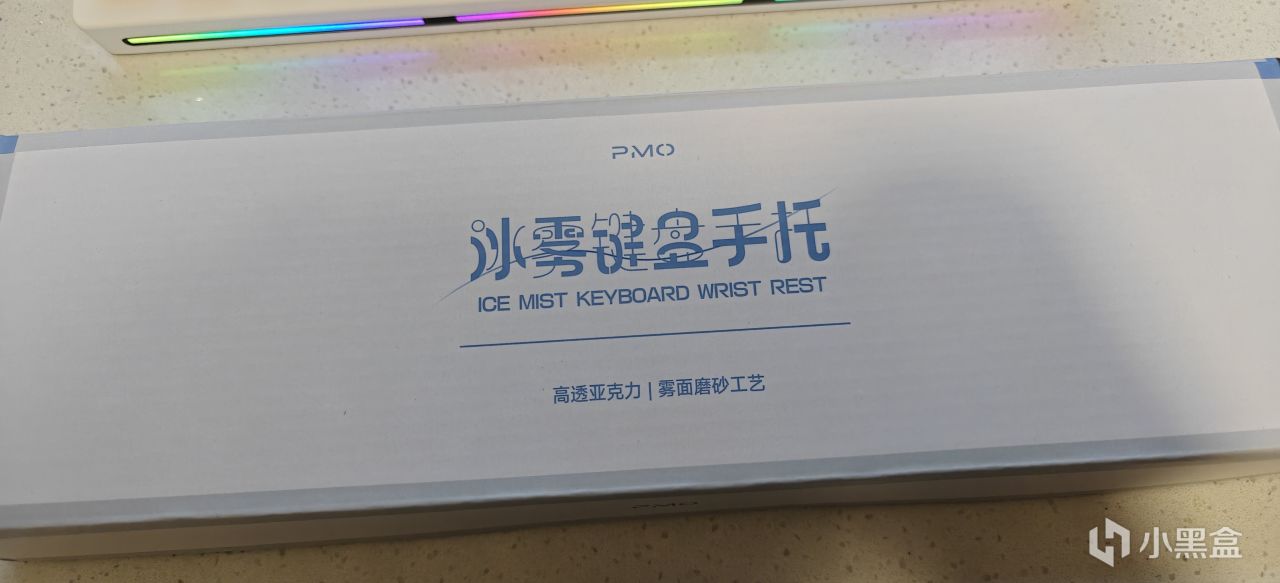 PMO
冰雾键盘手托
ICE MIST KEYBOARD WRIST REST
高透亚克力 | 雾面磨砂工艺
PMO
小黑盒